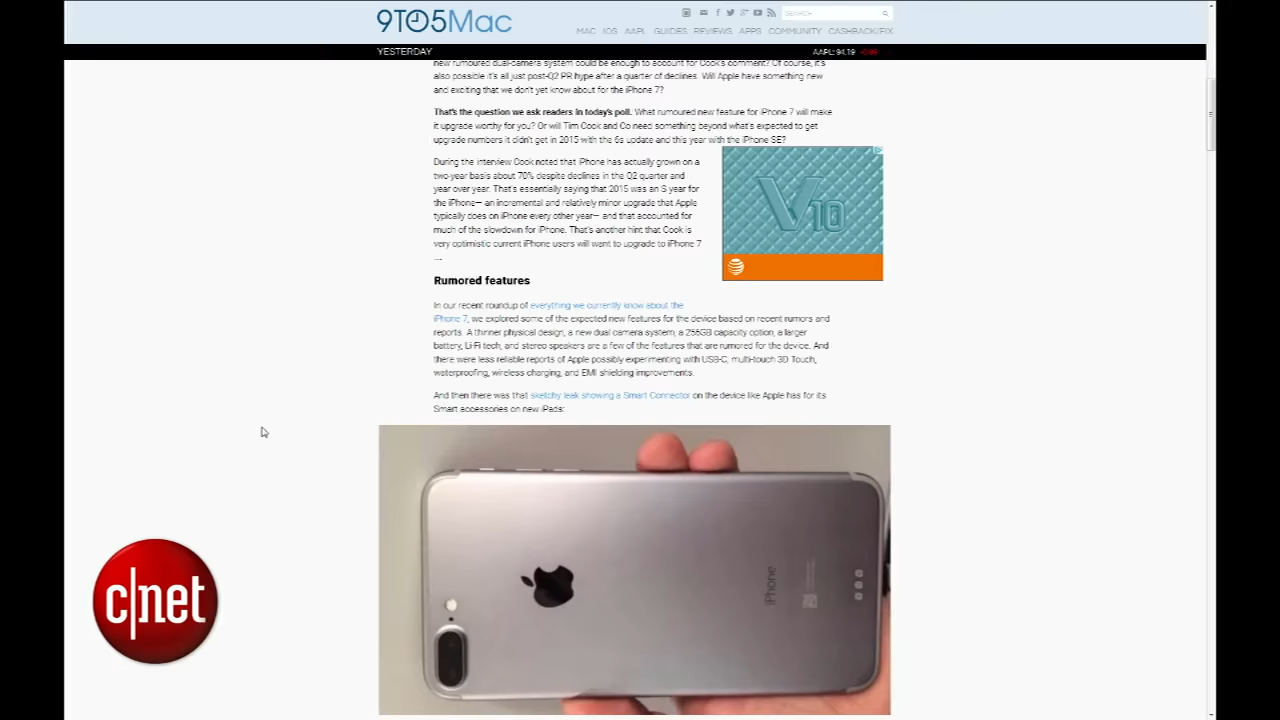 9TO5Mac
SEARCH
MAC IOS AAPL GUIDES REVIEWS APPS COMMUNITY CASHBACK/FIX
YESTERDAY
AAPL: 94.19
new rumoured dual-camera system could be enough to account for Cook's comment? Of course, it's
also possible it's all just post-Q2 PR hype after a quarter of declines. Will Apple have something new
and exciting that we don't yet know about for the iPhone 7?
That's the question we ask readers in today's poll. What rumoured new feature for iPhone 7 will make
it upgrade worthy for you? Or will Tim Cook and Co need something beyond what's expected to get
upgrade numbers it didn't get in 2015 with the 6s update and this year with the iPhone SE?
During the interview Cook noted that iPhone has actually grown on a
two-year basis about 70% despite declines in the Q2 quarter and
year over year. That's essentially saying that 2015 was an S year for
the iPhone— an incremental and relatively minor upgrade that Apple
typically does on iPhone every other year— and that accounted for
much of the slowdown for iPhone. That's another hint that Cook is
very optimistic current iPhone users will want to upgrade to iPhone 7
...
V10
Rumored features
In our recent roundup of everything we currently know about the
iPhone 7, we explored some of the expected new features for the device based on recent rumors and
reports. A thinner physical design, a new dual camera system, a 256GB capacity option, a larger
battery, Li-Fi tech, and stereo speakers are a few of the features that are rumored for the device. And
there were less reliable reports of Apple possibly experimenting with USB-C, multi-touch 3D Touch,
waterproofing, wireless charging, and EMI shielding improvements.
And then there was that sketchy leak showing a Smart Connector on the device like Apple has for its
Smart accessories on new iPads:
iPhone
c|net